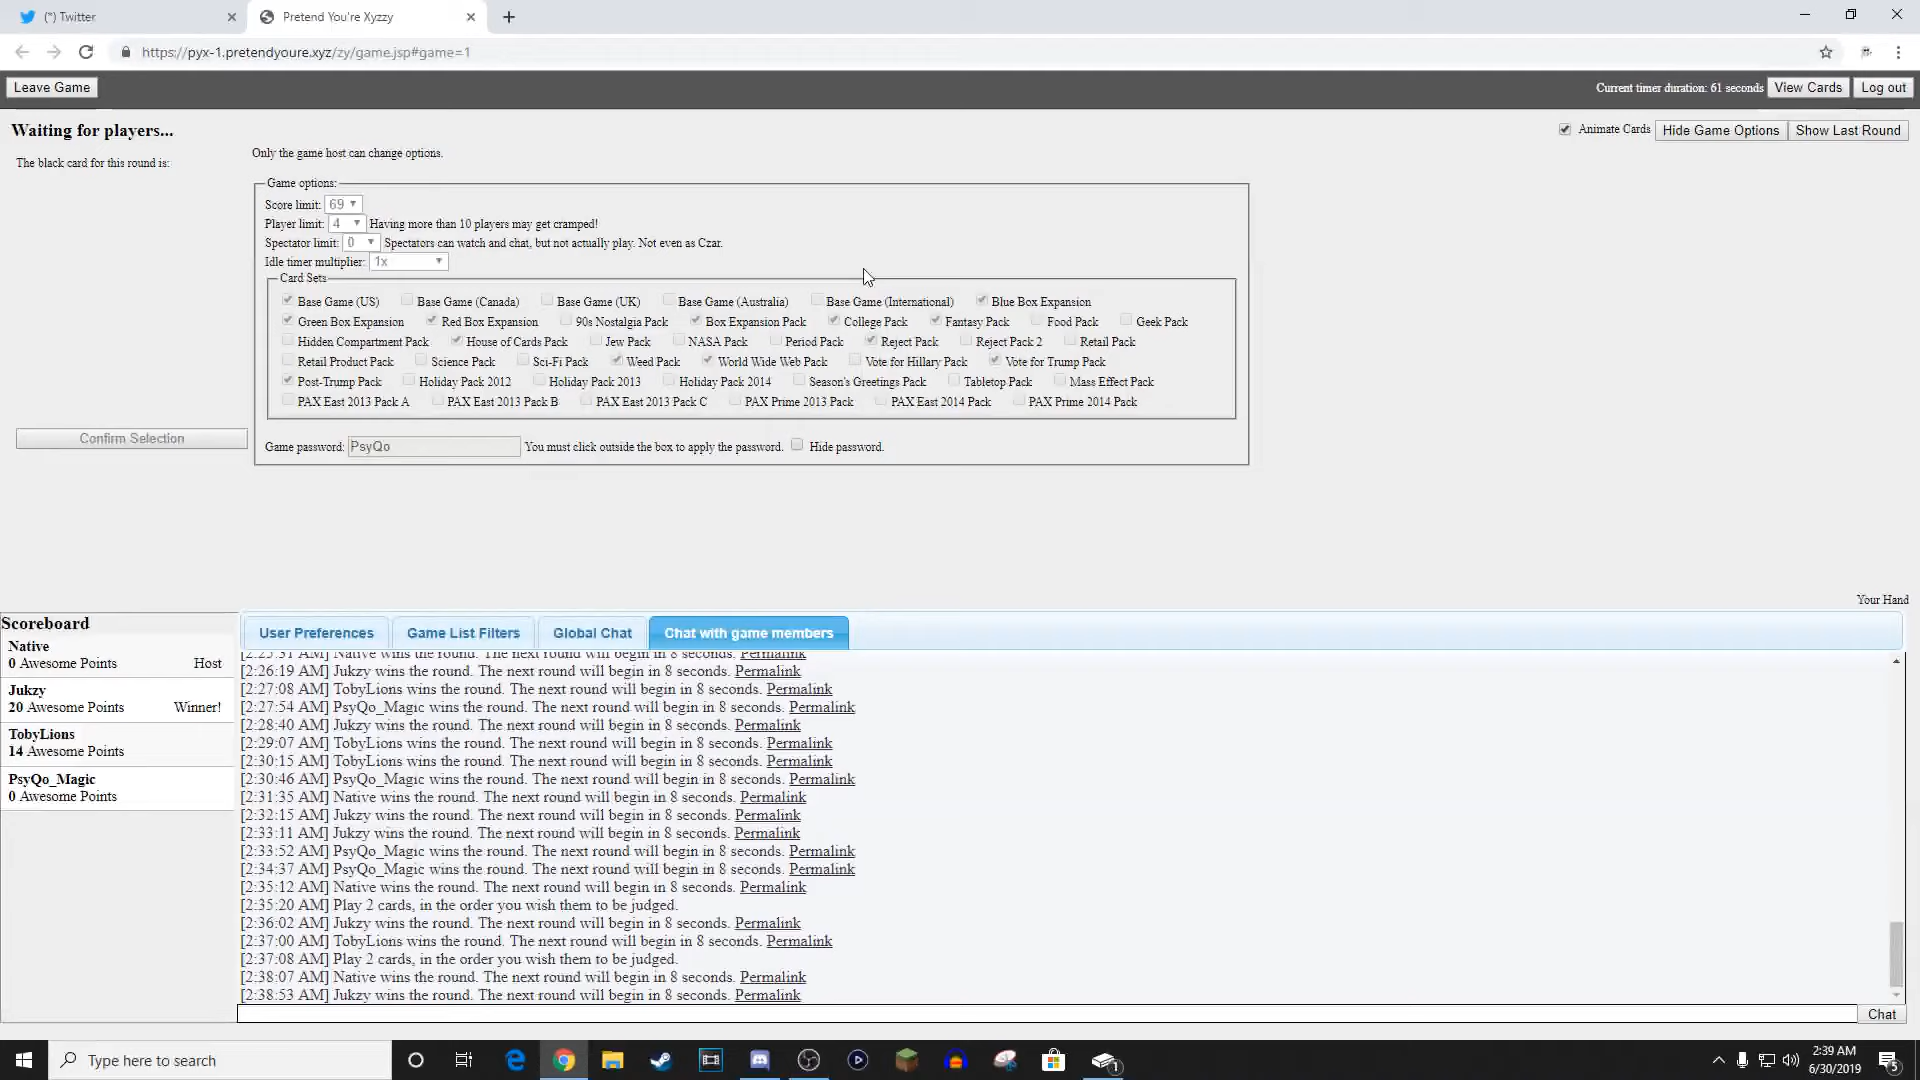 (*) Twitter
Pretend You're Xyzzy
https://pyx-1.pretendyoure.xyz/zy/game.jsp#game=1
Leave Game
Current timer duration: 61 seconds
View Cards
Log out
Waiting for players...
Animate Cards
Hide Game Options
Show Last Round
The black card for this round is:
Only the game host can change options.
Game options:
Score limit: 69
Player limit: 4 Having more than 10 players may get cramped!
Spectator limit: 0 Spectators can watch and chat, but not actually play. Not even as Czar.
Idle timer multiplier: 1x
Card Sets
Base Game (US) Base Game (Canada) Base Game (UK) Base Game (Australia) Base Game (International) Blue Box Expansion
Green Box Expansion Red Box Expansion 90s Nostalgia Pack Box Expansion Pack College Pack Fantasy Pack Food Pack Geek Pack
Hidden Compartment Pack House of Cards Pack Jew Pack NASA Pack Period Pack Reject Pack Reject Pack 2 Retail Pack
Retail Product Pack Science Pack Sci-Fi Pack Weed Pack World Wide Web Pack Vote for Hillary Pack Vote for Trump Pack
Post-Trump Pack Holiday Pack 2012 Holiday Pack 2013 Holiday Pack 2014 Season's Greetings Pack Tabletop Pack Mass Effect Pack
PAX East 2013 Pack A PAX East 2013 Pack B PAX East 2013 Pack C PAX Prime 2013 Pack PAX East 2014 Pack PAX Prime 2014 Pack
Confirm Selection
Game password: PsyQo You must click outside the box to apply the password. Hide password.
Your Hand
Scoreboard
Native
0 Awesome Points Host
Jukzy
20 Awesome Points Winner!
TobyLions
14 Awesome Points
PsyQo_Magic
0 Awesome Points
User Preferences
Game List Filters
Global Chat
Chat with game members
[2:25:31 AM] Native wins the round. The next round will begin in 8 seconds. Permalink
[2:26:19 AM] Jukzy wins the round. The next round will begin in 8 seconds. Permalink
[2:27:08 AM] TobyLions wins the round. The next round will begin in 8 seconds. Permalink
[2:27:54 AM] PsyQo_Magic wins the round. The next round will begin in 8 seconds. Permalink
[2:28:40 AM] Jukzy wins the round. The next round will begin in 8 seconds. Permalink
[2:29:07 AM] TobyLions wins the round. The next round will begin in 8 seconds. Permalink
[2:30:15 AM] TobyLions wins the round. The next round will begin in 8 seconds. Permalink
[2:30:46 AM] PsyQo_Magic wins the round. The next round will begin in 8 seconds. Permalink
[2:31:35 AM] Native wins the round. The next round will begin in 8 seconds. Permalink
[2:32:15 AM] Jukzy wins the round. The next round will begin in 8 seconds. Permalink
[2:33:11 AM] Jukzy wins the round. The next round will begin in 8 seconds. Permalink
[2:33:52 AM] PsyQo_Magic wins the round. The next round will begin in 8 seconds. Permalink
[2:34:37 AM] PsyQo_Magic wins the round. The next round will begin in 8 seconds. Permalink
[2:35:12 AM] Native wins the round. The next round will begin in 8 seconds. Permalink
[2:35:20 AM] Play 2 cards, in the order you wish them to be judged.
[2:36:02 AM] Jukzy wins the round. The next round will begin in 8 seconds. Permalink
[2:37:00 AM] TobyLions wins the round. The next round will begin in 8 seconds. Permalink
[2:37:08 AM] Play 2 cards, in the order you wish them to be judged.
[2:38:07 AM] Native wins the round. The next round will begin in 8 seconds. Permalink
[2:38:53 AM] Jukzy wins the round. The next round will begin in 8 seconds. Permalink
Chat
Type here to search
1
2:39 AM
6/30/2019
5